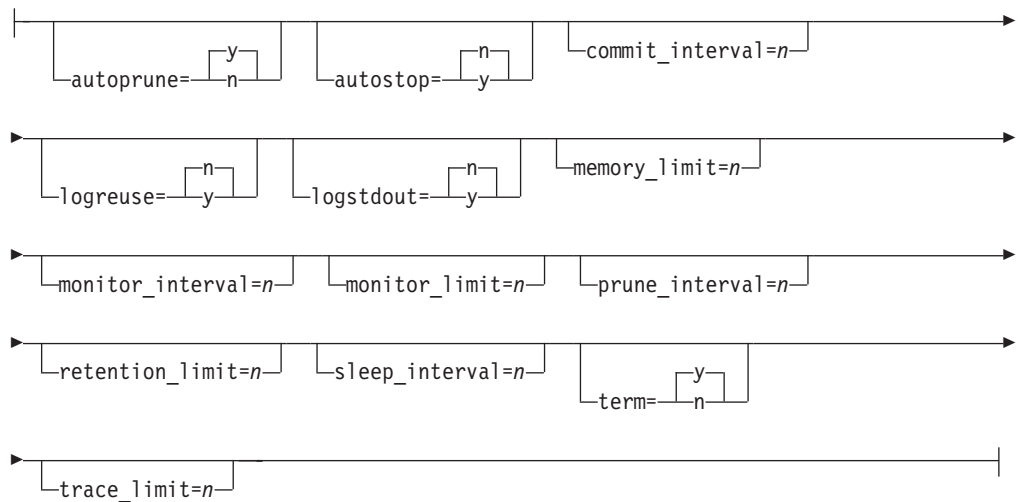 y n commit_interval=n
autoprune= n autostop= y
n n memory_limit=n
logreuse= y logstdout= y
monitor_interval=n monitor_limit=n prune_interval=n
retention_limit=n sleep_interval=n y
term= n
trace_limit=n